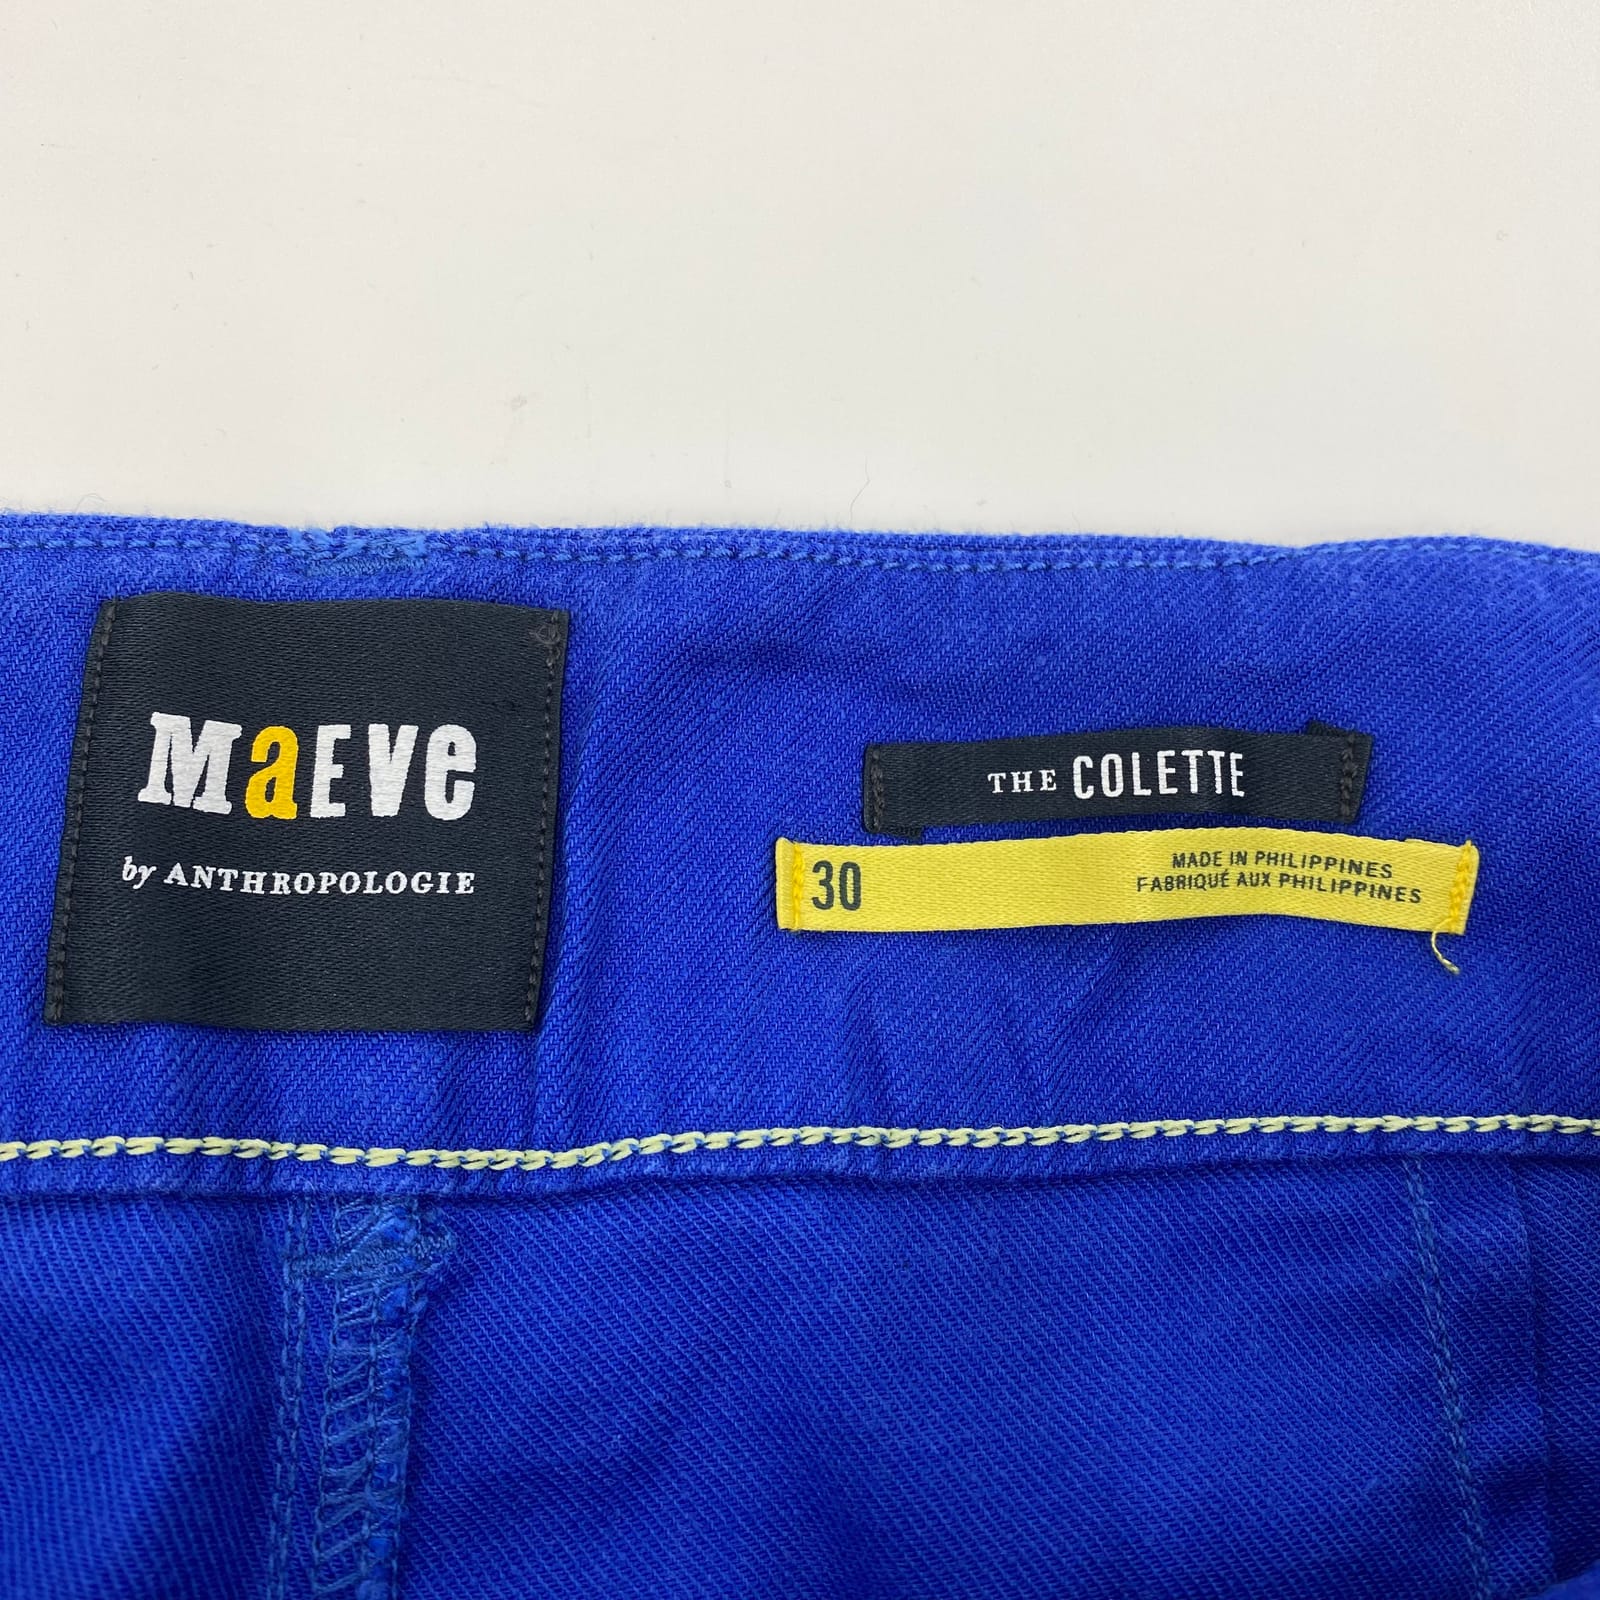 MaEVe
by ANTHROPOLOGIE
THE COLETTE
30
MADE IN PHILIPPINES
FABRIQUÉ AUX PHILIPPINES